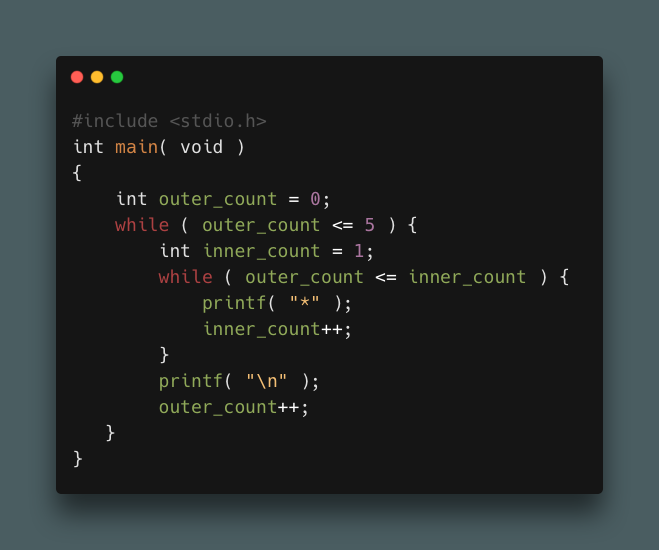 #include <stdio.h>
int main( void )
{
    int outer_count = 0;
    while ( outer_count <= 5 ) {
        int inner_count = 1;
        while ( outer_count <= inner_count ) {
            printf( "*" );
            inner_count++;
        }
        printf( "\n" );
        outer_count++;
   }
}